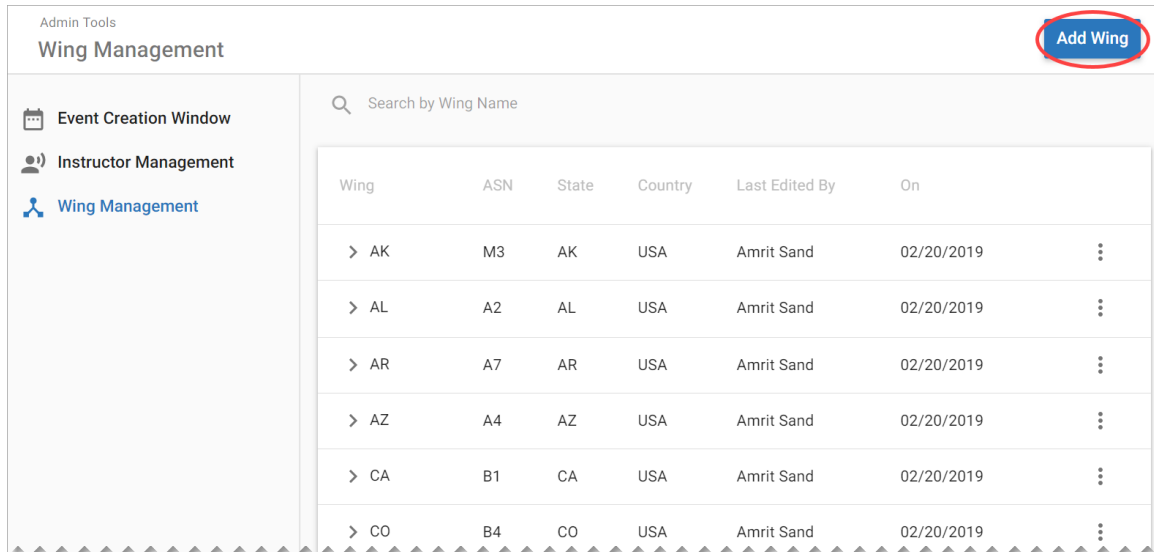 Admin Tools
Wing Management
Add Wing
Event Creation Window
Instructor Management
Wing Management
Search by Wing Name
Wing ASN State Country Last Edited By On
AK M3 AK USA Amrit Sand 02/20/2019
AL A2 AL USA Amrit Sand 02/20/2019
AR A7 AR USA Amrit Sand 02/20/2019
AZ A4 AZ USA Amrit Sand 02/20/2019
CA B1 CA USA Amrit Sand 02/20/2019
CO B4 CO USA Amrit Sand 02/20/2019